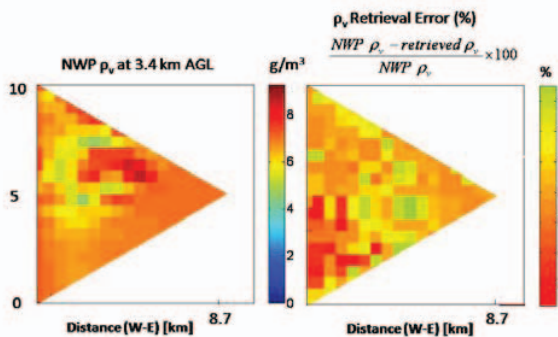 ρv Retrieval Error (%)
NWP ρv at 3.4 km AGL
g/m³
NWP ρv − retrieved ρv
NWP ρv
×100
%
10
5
0
8
6
4
2
0
8.7
8.7
Distance (W-E) [km]
Distance (W-E) [km]